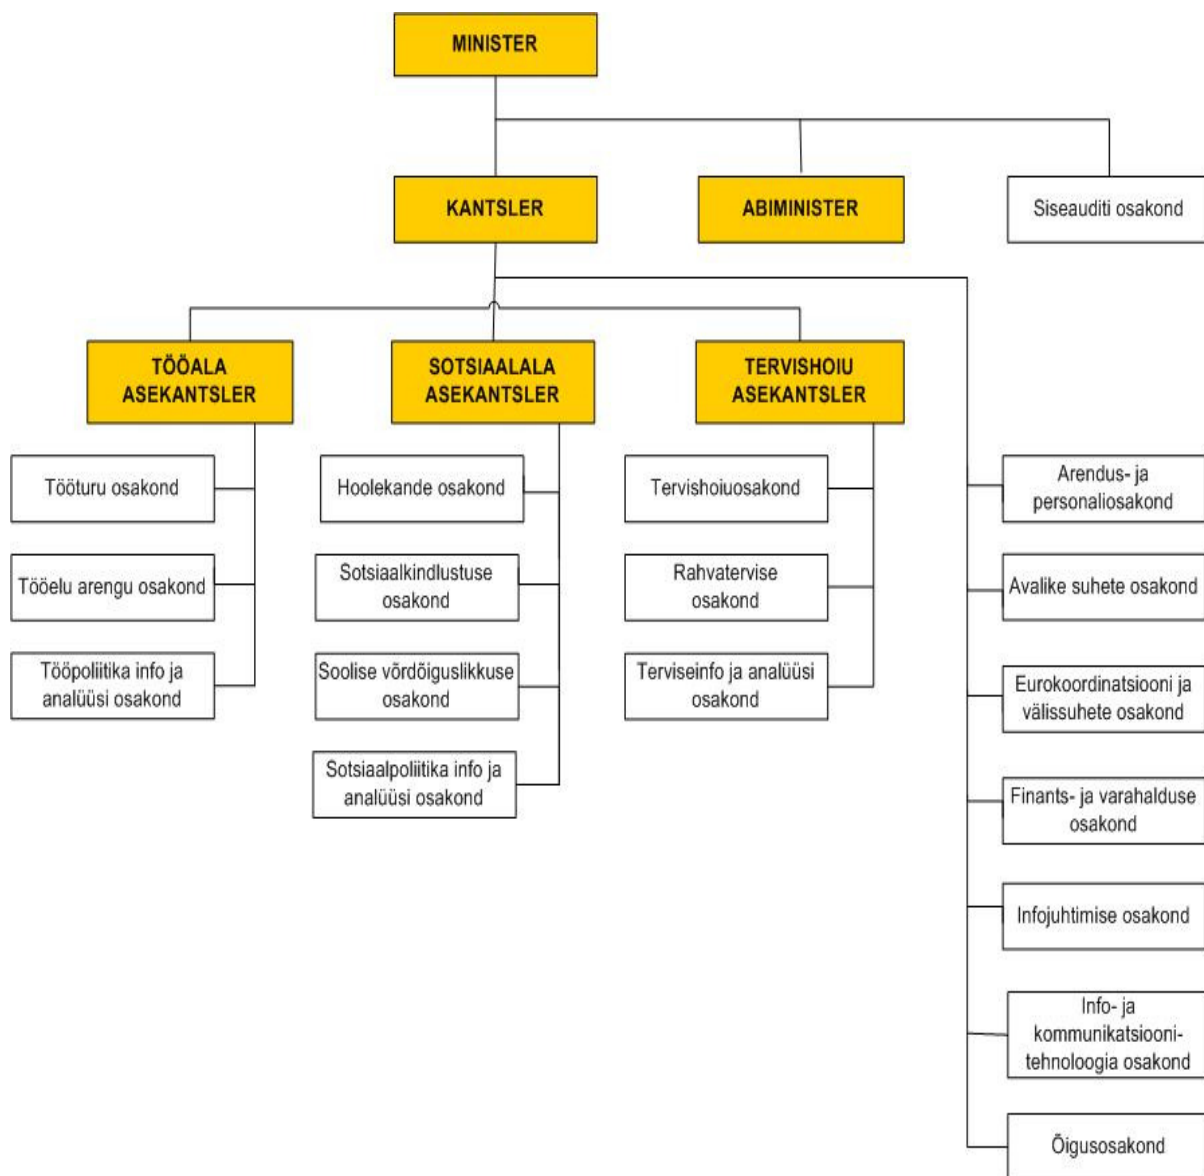 MINISTER
KANTSLER
ABIMINISTER
Siseauditi osakond
TÖÖALA
ASEKANTSLER
SOTSIAALALA
ASEKANTSLER
TERVISHOIU
ASEKANTSLER
Tööturu osakond
Tööelu arengu osakond
Tööpoliitika info ja
analüüsi osakond
Hoolekande osakond
Sotsiaalkindlustuse
osakond
Soolise võrdõiguslikkuse
osakond
Sotsiaalpoliitika info ja
analüüsi osakond
Tervishoiuosakond
Rahvatervise
osakond
Terviseinfo ja analüüsi
osakond
Arendus- ja
personaliosakond
Avalike suhete osakond
Eurokoordinatsiooni ja
välissuhete osakond
Finants- ja varahalduse
osakond
Infojuhtimise osakond
Info- ja
kommunikatsiooni-
tehnoloogia osakond
Õigusosakond